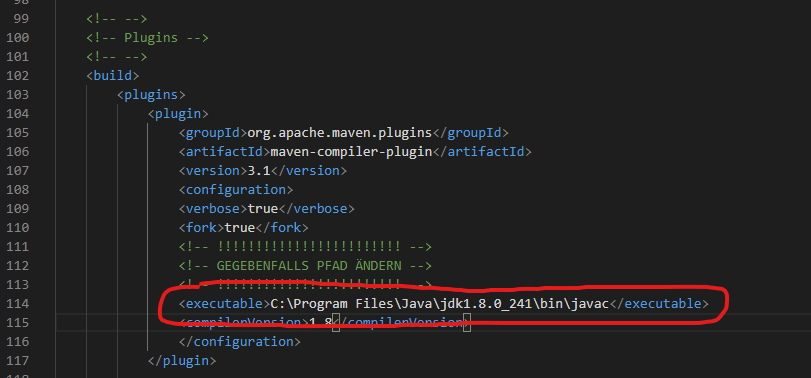 99 <!-- -->
100 <!-- Plugins -->
101 <!-- -->
102 <build>
103 <plugins>
104 <plugin>
105 <groupId>org.apache.maven.plugins</groupId>
106 <artifactId>maven-compiler-plugin</artifactId>
107 <version>3.1</version>
108 <configuration>
109 <verbose>true</verbose>
110 <fork>true</fork>
111 <!-- !!!!!!!!!!!!!!!!!!!!!!!! -->
112 <!-- GEGEBENFALLS PFAD ÄNDERN -->
113 <!-- !!!!!!!!!!!!!!!!!!!!!!!! -->
114 <executable>C:\Program Files\Java\jdk1.8.0_241\bin\javac</executable>
115 <compilerVersion>1.8</compilerVersion>
116 </configuration>
117 </plugin>